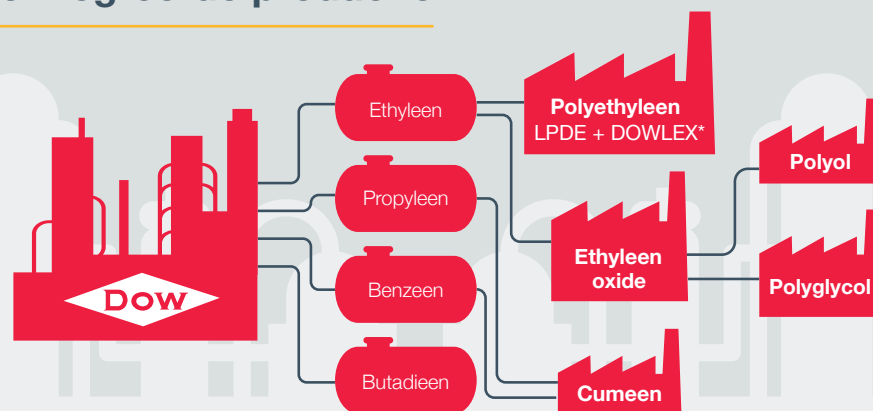 Ethyleen
Polyethyleen
LPDE + DOWLEX*
Propyleen
Polyol
Ethyleen
oxide
Benzeen
Polyglycol
Dow
Butadieen
Cumeen